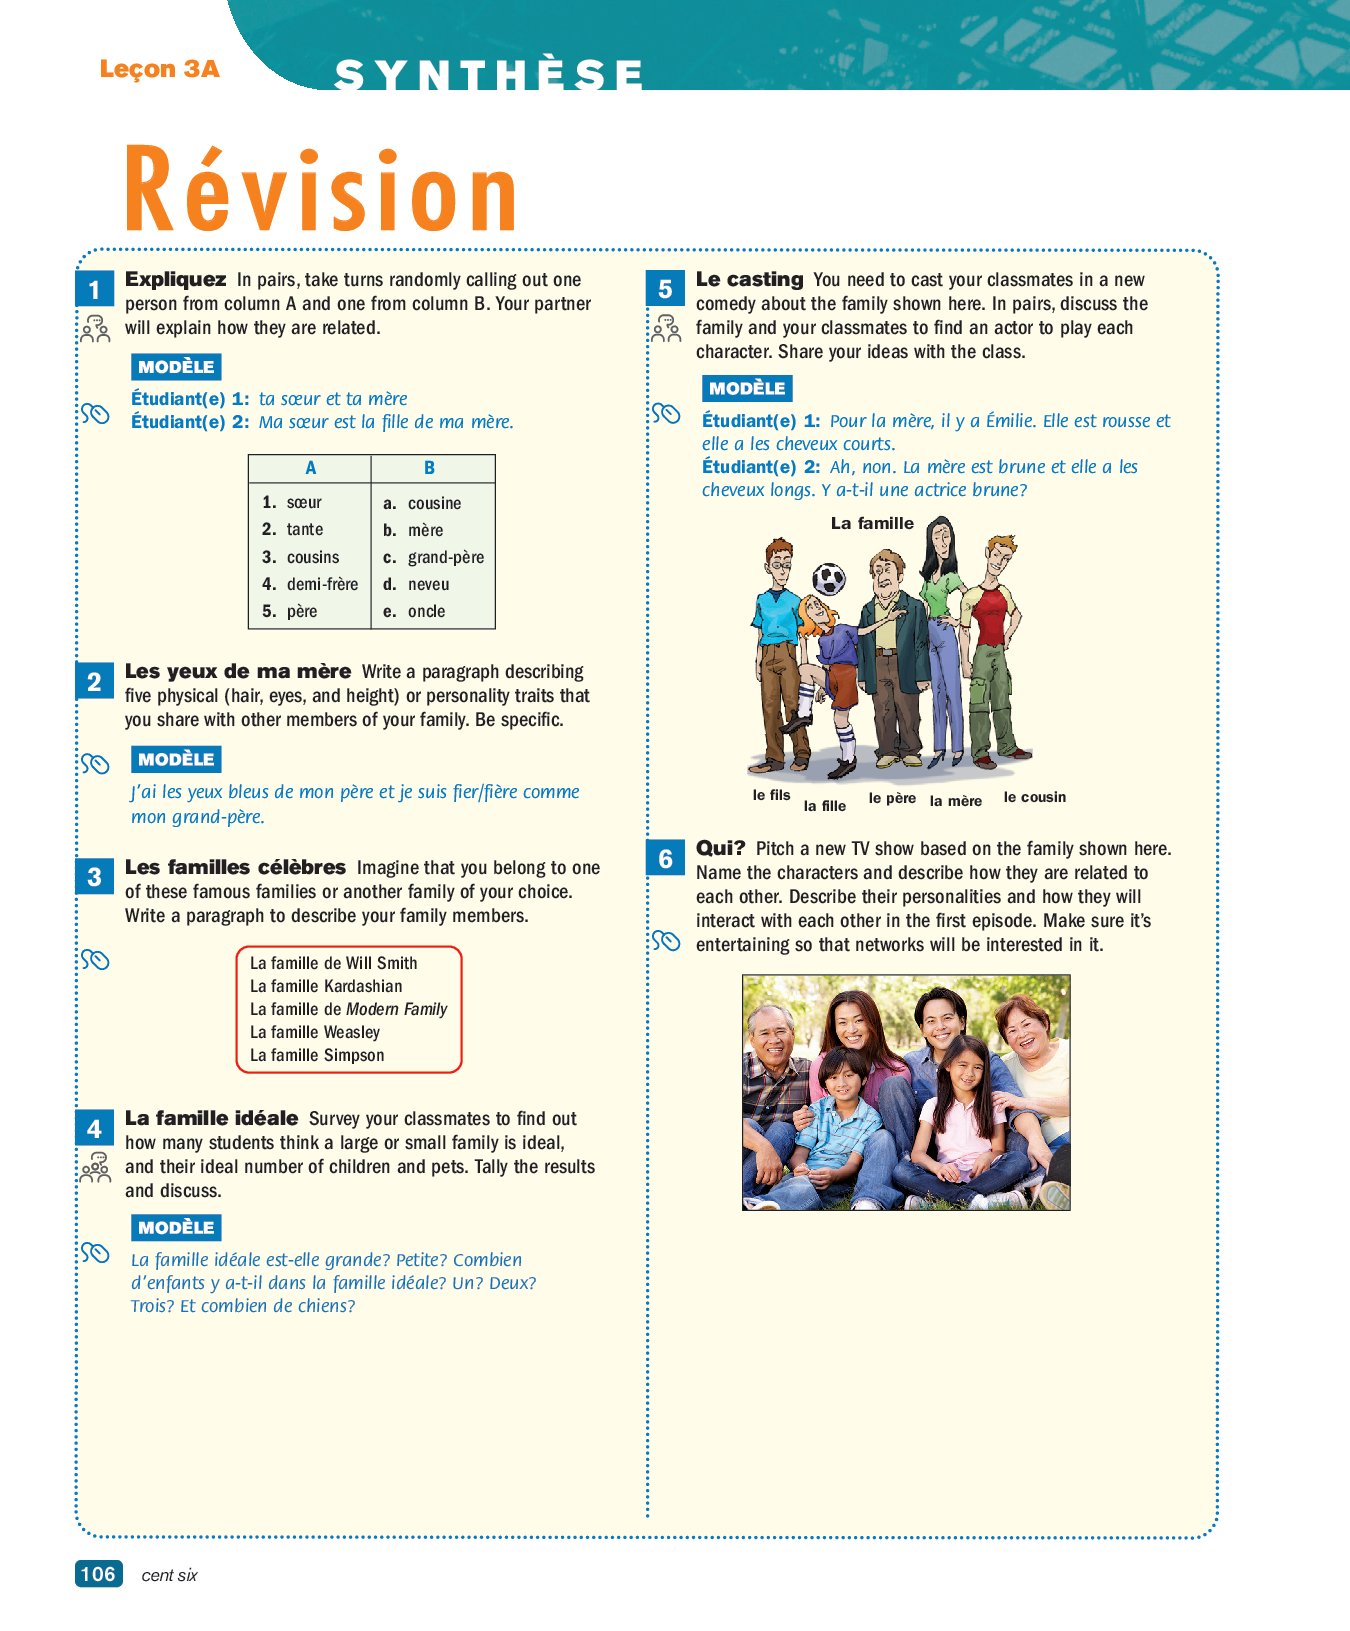 Leçon 3A
SYNTHÈSE
Révision
1
Expliquez In pairs, take turns randomly calling out one
person from column A and one from column B. Your partner
will explain how they are related.
MODÈLE
Étudiant(e) 1: ta sœur et ta mère
Étudiant(e) 2: Ma sœur est la fille de ma mère.
A B
1. sœur a. cousine
2. tante b. mère
3. cousins c. grand-père
4. demi-frère d. neveu
5. père e. oncle
2
Les yeux de ma mère Write a paragraph describing
five physical (hair, eyes, and height) or personality traits that
you share with other members of your family. Be specific.
MODÈLE
J'ai les yeux bleus de mon père et je suis fier/fière comme
mon grand-père.
3
Les familles célèbres Imagine that you belong to one
of these famous families or another family of your choice.
Write a paragraph to describe your family members.
La famille de Will Smith
La famille Kardashian
La famille de Modern Family
La famille Weasley
La famille Simpson
4
La famille idéale Survey your classmates to find out
how many students think a large or small family is ideal,
and their ideal number of children and pets. Tally the results
and discuss.
MODÈLE
La famille idéale est-elle grande? Petite? Combien
d'enfants y a-t-il dans la famille idéale? Un? Deux?
Trois? Et combien de chiens?
5
Le casting You need to cast your classmates in a new
comedy about the family shown here. In pairs, discuss the
family and your classmates to find an actor to play each
character. Share your ideas with the class.
MODÈLE
Étudiant(e) 1: Pour la mère, il y a Émilie. Elle est rousse et
elle a les cheveux courts.
Étudiant(e) 2: Ah, non. La mère est brune et elle a les
cheveux longs. Y a-t-il une actrice brune?
La famille
le fils la fille le père la mère le cousin
6
Qui? Pitch a new TV show based on the family shown here.
Name the characters and describe how they are related to
each other. Describe their personalities and how they will
interact with each other in the first episode. Make sure it's
entertaining so that networks will be interested in it.
106 cent six